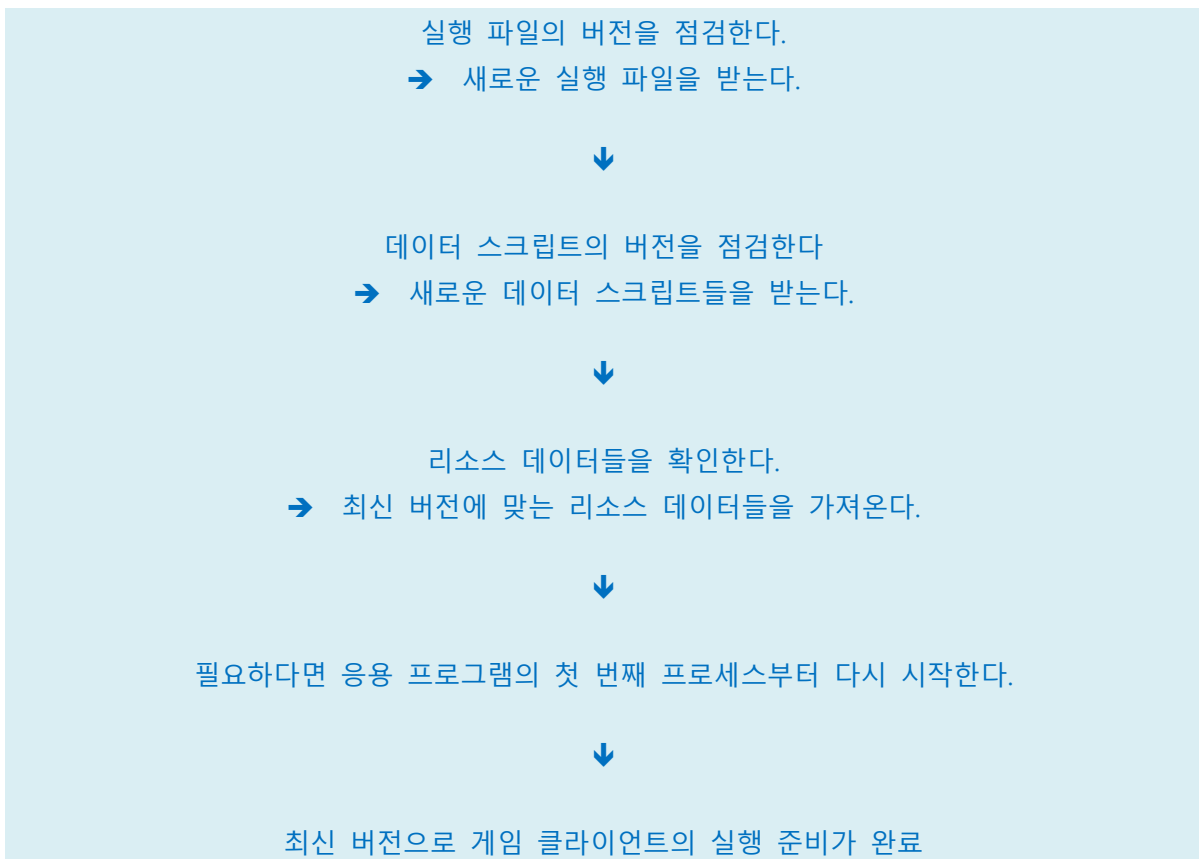 실행 파일의 버전을 점검한다.
➔ 새로운 실행 파일을 받는다.
🡻
데이터 스크립트의 버전을 점검한다
➔ 새로운 데이터 스크립트들을 받는다.
🡻
리소스 데이터들을 확인한다.
➔ 최신 버전에 맞는 리소스 데이터들을 가져온다.
🡻
필요하다면 응용 프로그램의 첫 번째 프로세스부터 다시 시작한다.
🡻
최신 버전으로 게임 클라이언트의 실행 준비가 완료